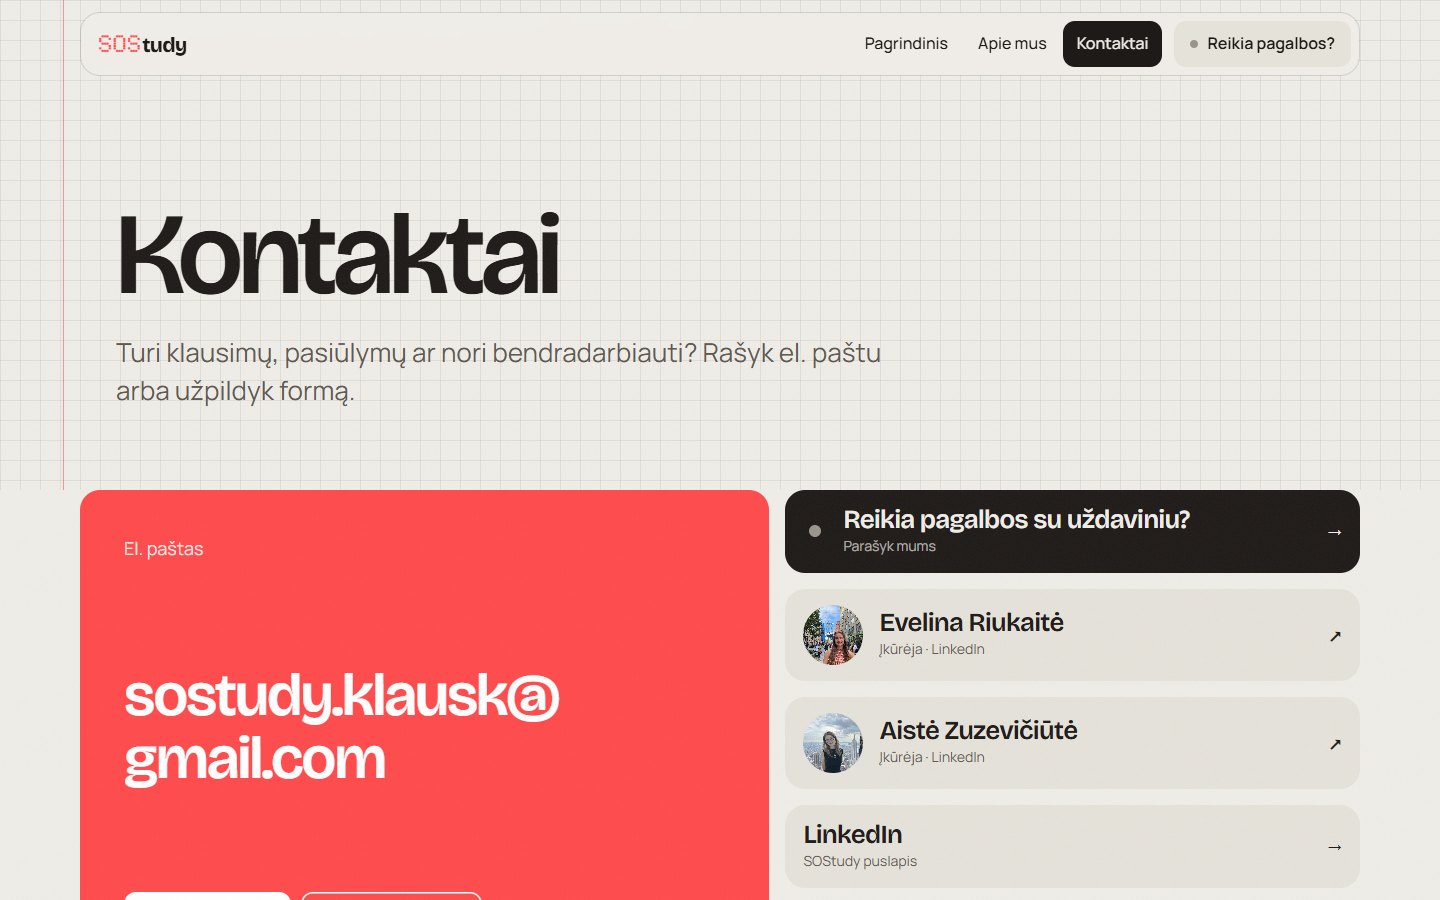 SOStudy
Pagrindinis
Apie mus
Kontaktai
Reikia pagalbos?
Kontaktai
Turi klausimų, pasiūlymų ar nori bendradarbiauti? Rašyk el. paštu
arba užpildyk formą.
El. paštas
sostudy.klausk@
gmail.com
Reikia pagalbos su uždaviniu?
Parašyk mums
→
Evelina Riukaitė
Įkūrėja · LinkedIn
↗
Aistė Zuzevičiūtė
Įkūrėja · LinkedIn
↗
LinkedIn
SOStudy puslapis
→